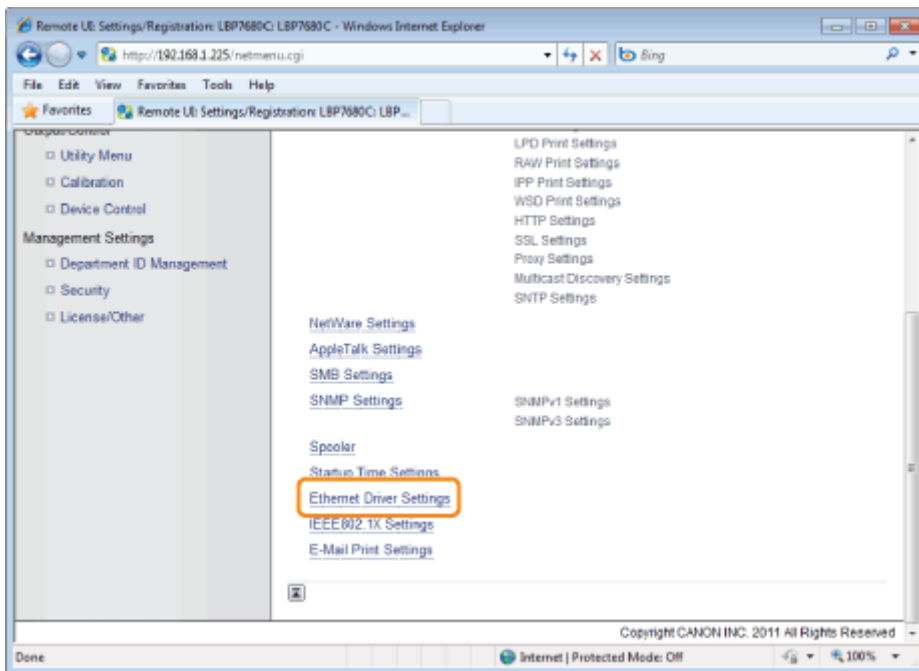 Remote UI: Settings/Registration: LBP7680C: LBP7680C - Windows Internet Explorer
http://192.168.1.225/netmenu.cgi
Bing
File Edit View Favorites Tools Help
Favorites
Remote UI: Settings/Registration: LBP7680C: LBP...
Output/Control
Utility Menu
Calibration
Device Control
Management Settings
Department ID Management
Security
License/Other
LPD Print Settings
RAW Print Settings
IPP Print Settings
WSD Print Settings
HTTP Settings
SSL Settings
Proxy Settings
Multicast Discovery Settings
SNTP Settings
NetWare Settings
AppleTalk Settings
SMB Settings
SNMP Settings
SNMPv1 Settings
SNMPv3 Settings
Spooler
Startup Time Settings
Ethernet Driver Settings
IEEE802.1X Settings
E-Mail Print Settings
Copyright CANON INC. 2011 All Rights Reserved
Done
Internet | Protected Mode: Off
100%